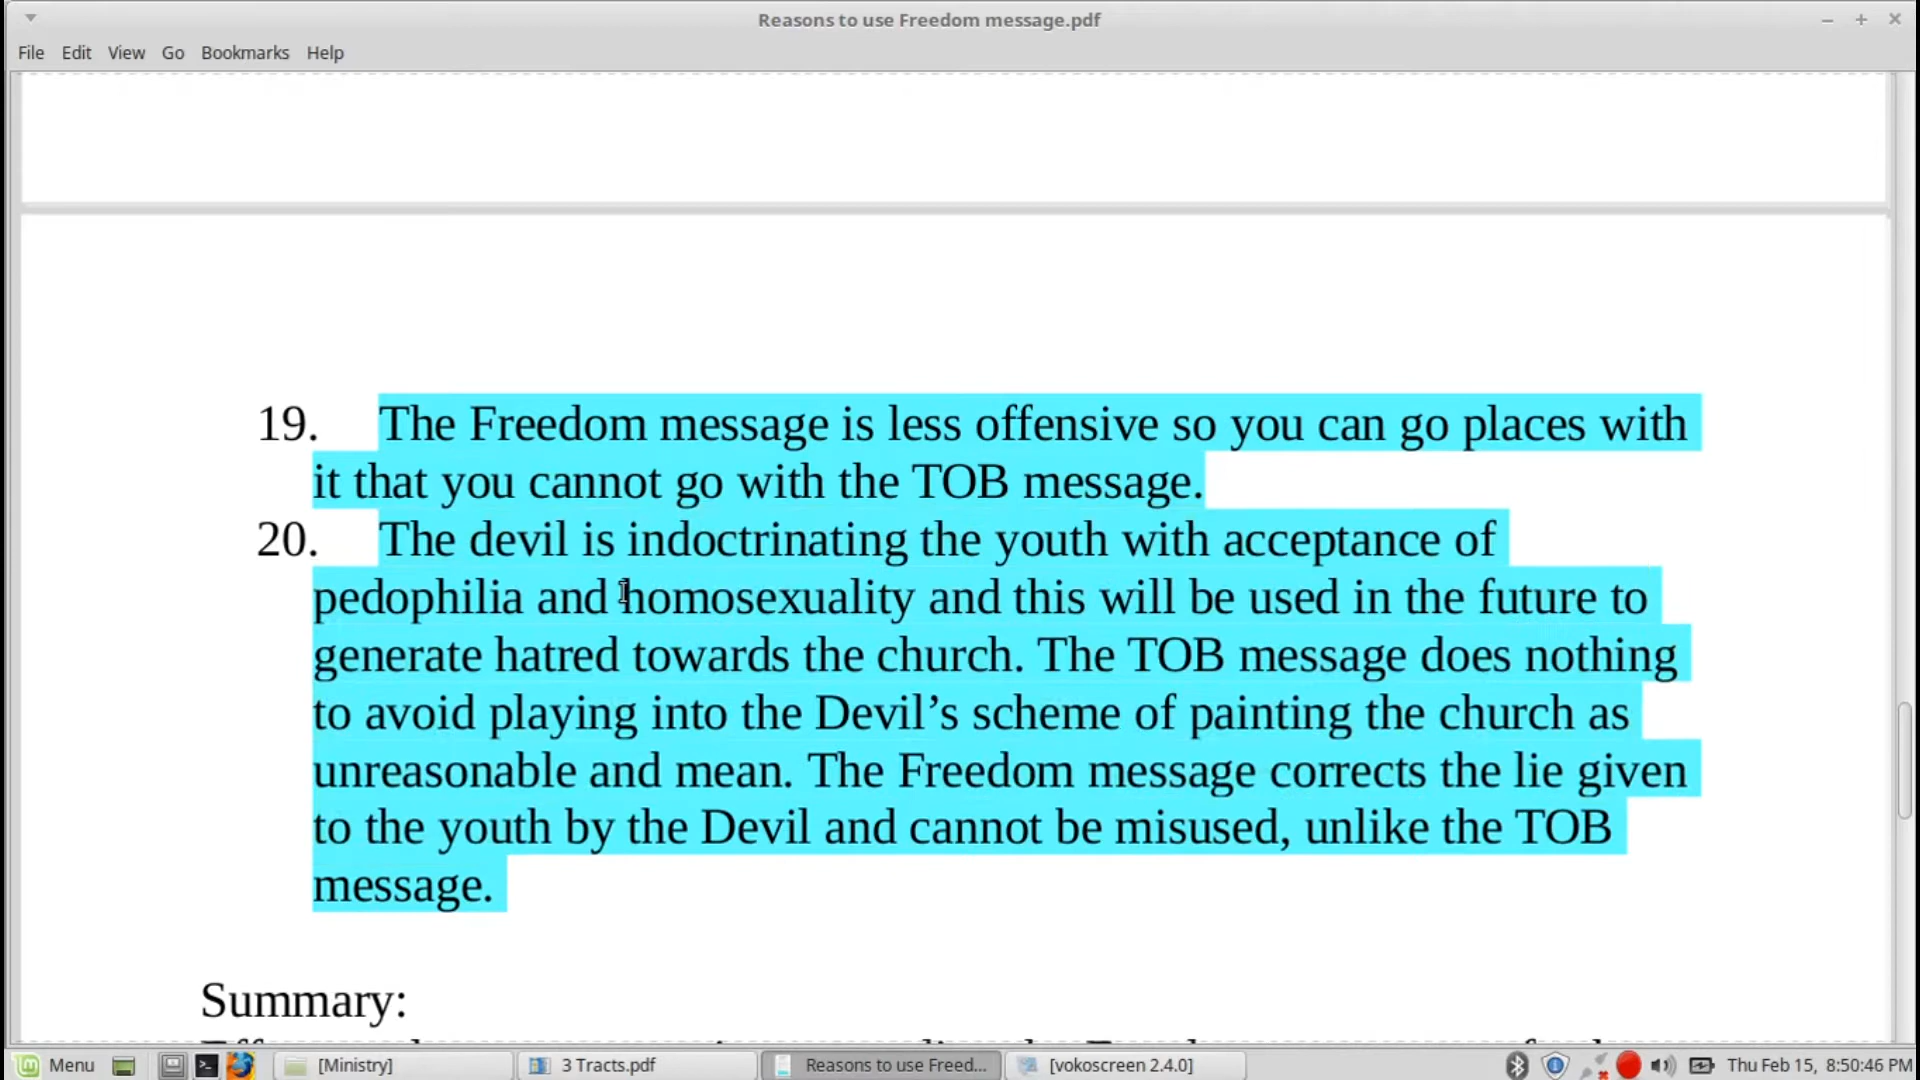 Reasons to use Freedom message.pdf
File Edit View Go Bookmarks Help
19. The Freedom message is less offensive so you can go places with
it that you cannot go with the TOB message.
20. The devil is indoctrinating the youth with acceptance of
pedophilia and homosexuality and this will be used in the future to
generate hatred towards the church. The TOB message does nothing
to avoid playing into the Devil’s scheme of painting the church as
unreasonable and mean. The Freedom message corrects the lie given
to the youth by the Devil and cannot be misused, unlike the TOB
message.
Summary:
Menu [Ministry] 3 Tracts.pdf Reasons to use Freed... [vokoscreen 2.4.0] Thu Feb 15, 8:50:46 PM